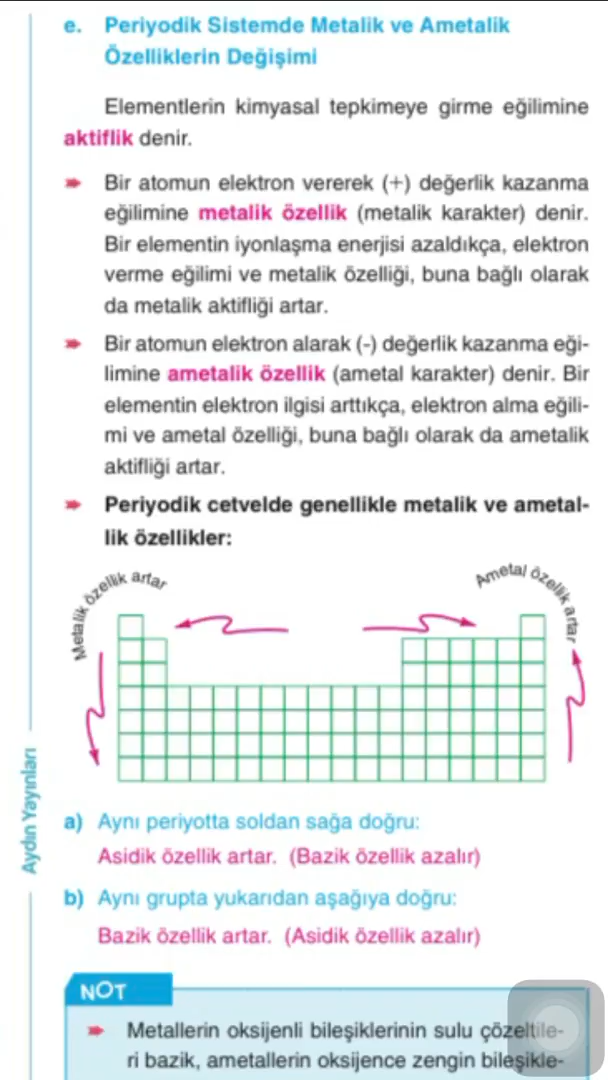 e. Periyodik Sistemde Metalik ve Ametalik
Özelliklerin Değişimi
Elementlerin kimyasal tepkimeye girme eğilimine
aktiflik denir.
Bir atomun elektron vererek (+) değerlik kazanma
eğilimine metalik özellik (metalik karakter) denir.
Bir elementin iyonlaşma enerjisi azaldıkça, elektron
verme eğilimi ve metalik özelliği, buna bağlı olarak
da metalik aktifliği artar.
Bir atomun elektron alarak (-) değerlik kazanma eği-
limine ametalik özellik (ametal karakter) denir. Bir
elementin elektron ilgisi arttıkça, elektron alma eğili-
mi ve ametal özelliği, buna bağlı olarak da ametalik
aktifliği artar.
Periyodik cetvelde genellikle metalik ve ametal-
lik özellikler:
Metalik özellik artar
Ametal özellik artar
a) Aynı periyotta soldan sağa doğru:
Asidik özellik artar. (Bazik özellik azalır)
b) Aynı grupta yukarıdan aşağıya doğru:
Bazik özellik artar. (Asidik özellik azalır)
NOT
Metallerin oksijenli bileşiklerinin sulu çözeltile-
ri bazik, ametallerin oksijence zengin bileşikle-
Aydın Yayınları